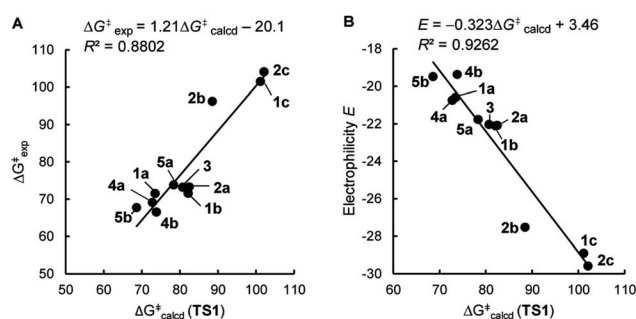 A
ΔG‡exp = 1.21ΔG‡calcd – 20.1
R² = 0.8802
110
100
90
80
70
60
50
ΔG‡exp
2c
2b
1c
5a
3
1a
4a
2a
5b
4b
1b
50 60 70 80 90 100 110
ΔG‡calcd (TS1)
B
E = –0.323ΔG‡calcd + 3.46
R² = 0.9262
-16
-18
-20
-22
-24
-26
-28
-30
Electrophilicity E
4b
5b
1a
4a
3
2a
5a
1b
2b
1c
2c
60 70 80 90 100 110
ΔG‡calcd (TS1)